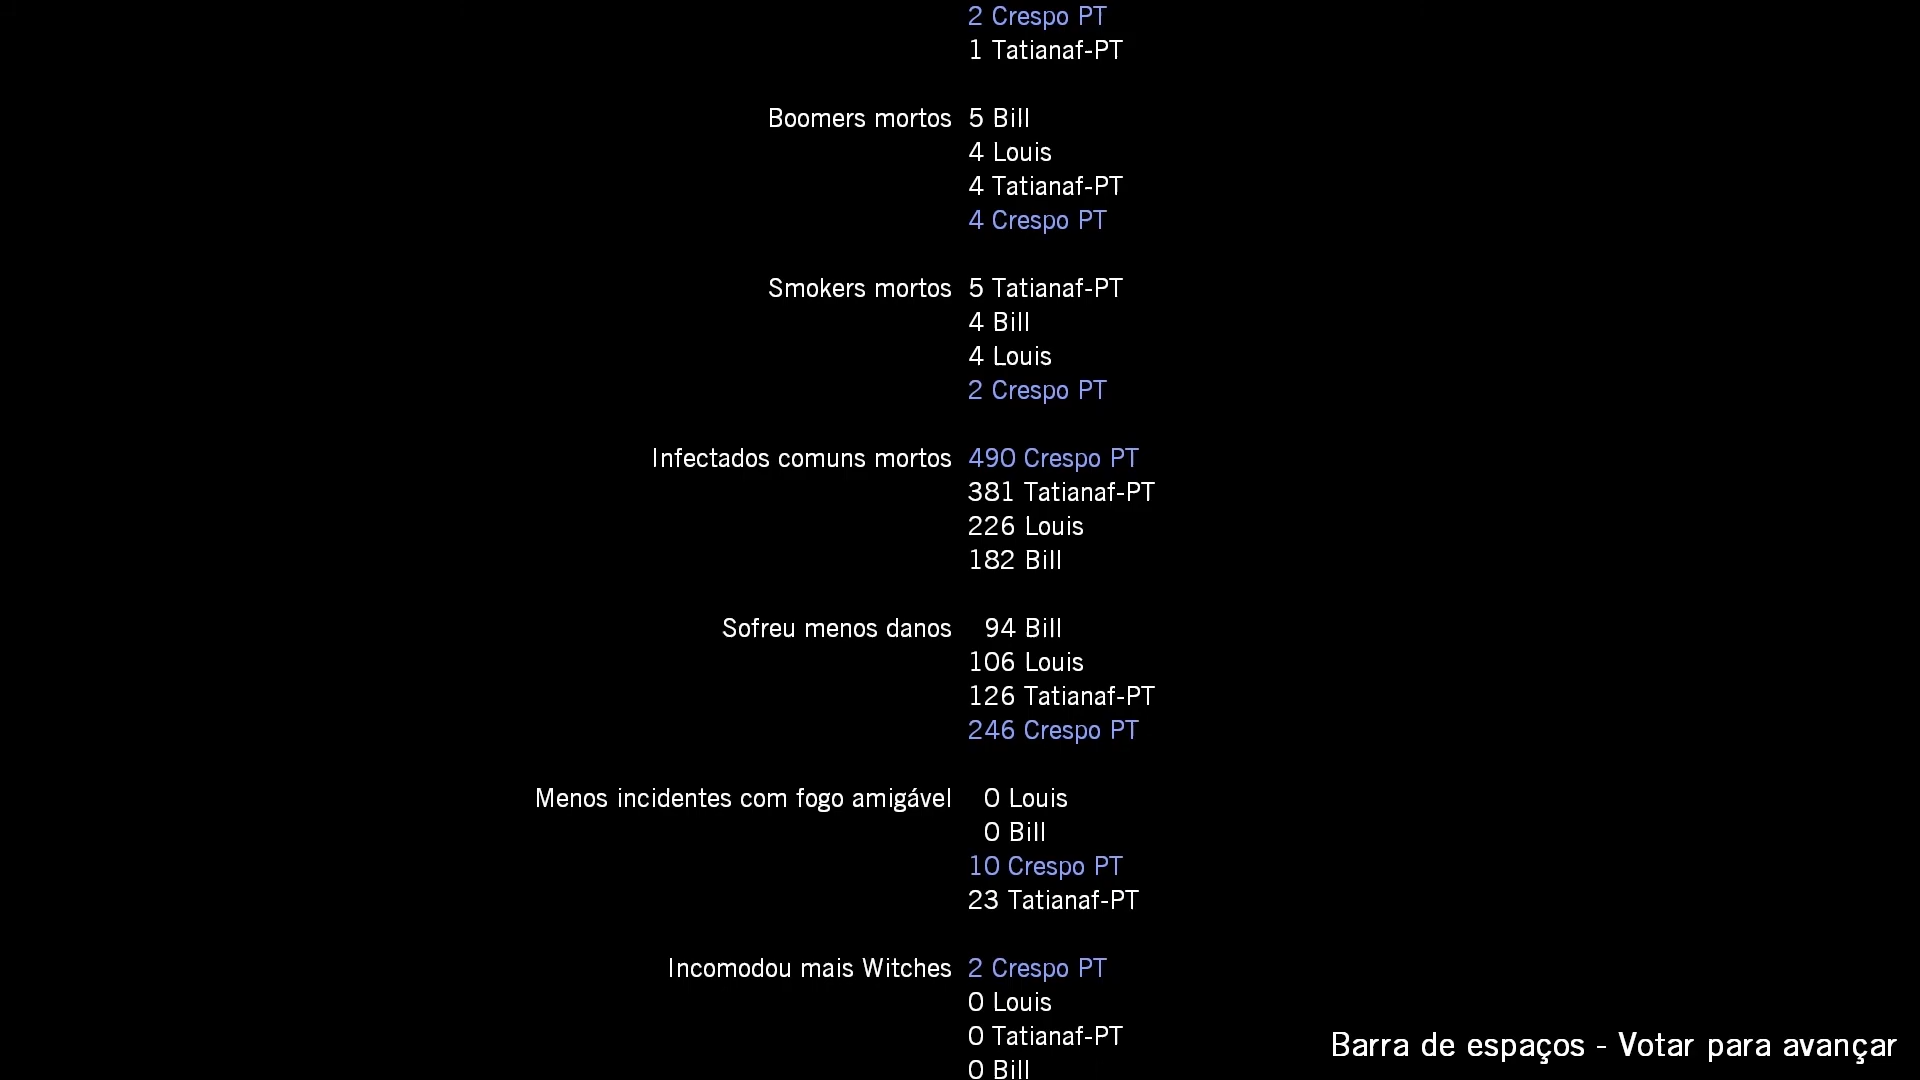 2 Crespo PT
1 Tatianaf-PT
Boomers mortos 5 Bill
4 Louis
4 Tatianaf-PT
4 Crespo PT
Smokers mortos 5 Tatianaf-PT
4 Bill
4 Louis
2 Crespo PT
Infectados comuns mortos 490 Crespo PT
381 Tatianaf-PT
226 Louis
182 Bill
Sofreu menos danos 94 Bill
106 Louis
126 Tatianaf-PT
246 Crespo PT
Menos incidentes com fogo amigável 0 Louis
0 Bill
10 Crespo PT
23 Tatianaf-PT
Incomodou mais Witches 2 Crespo PT
0 Louis
0 Tatianaf-PT
0 Bill
Barra de espaços - Votar para avançar